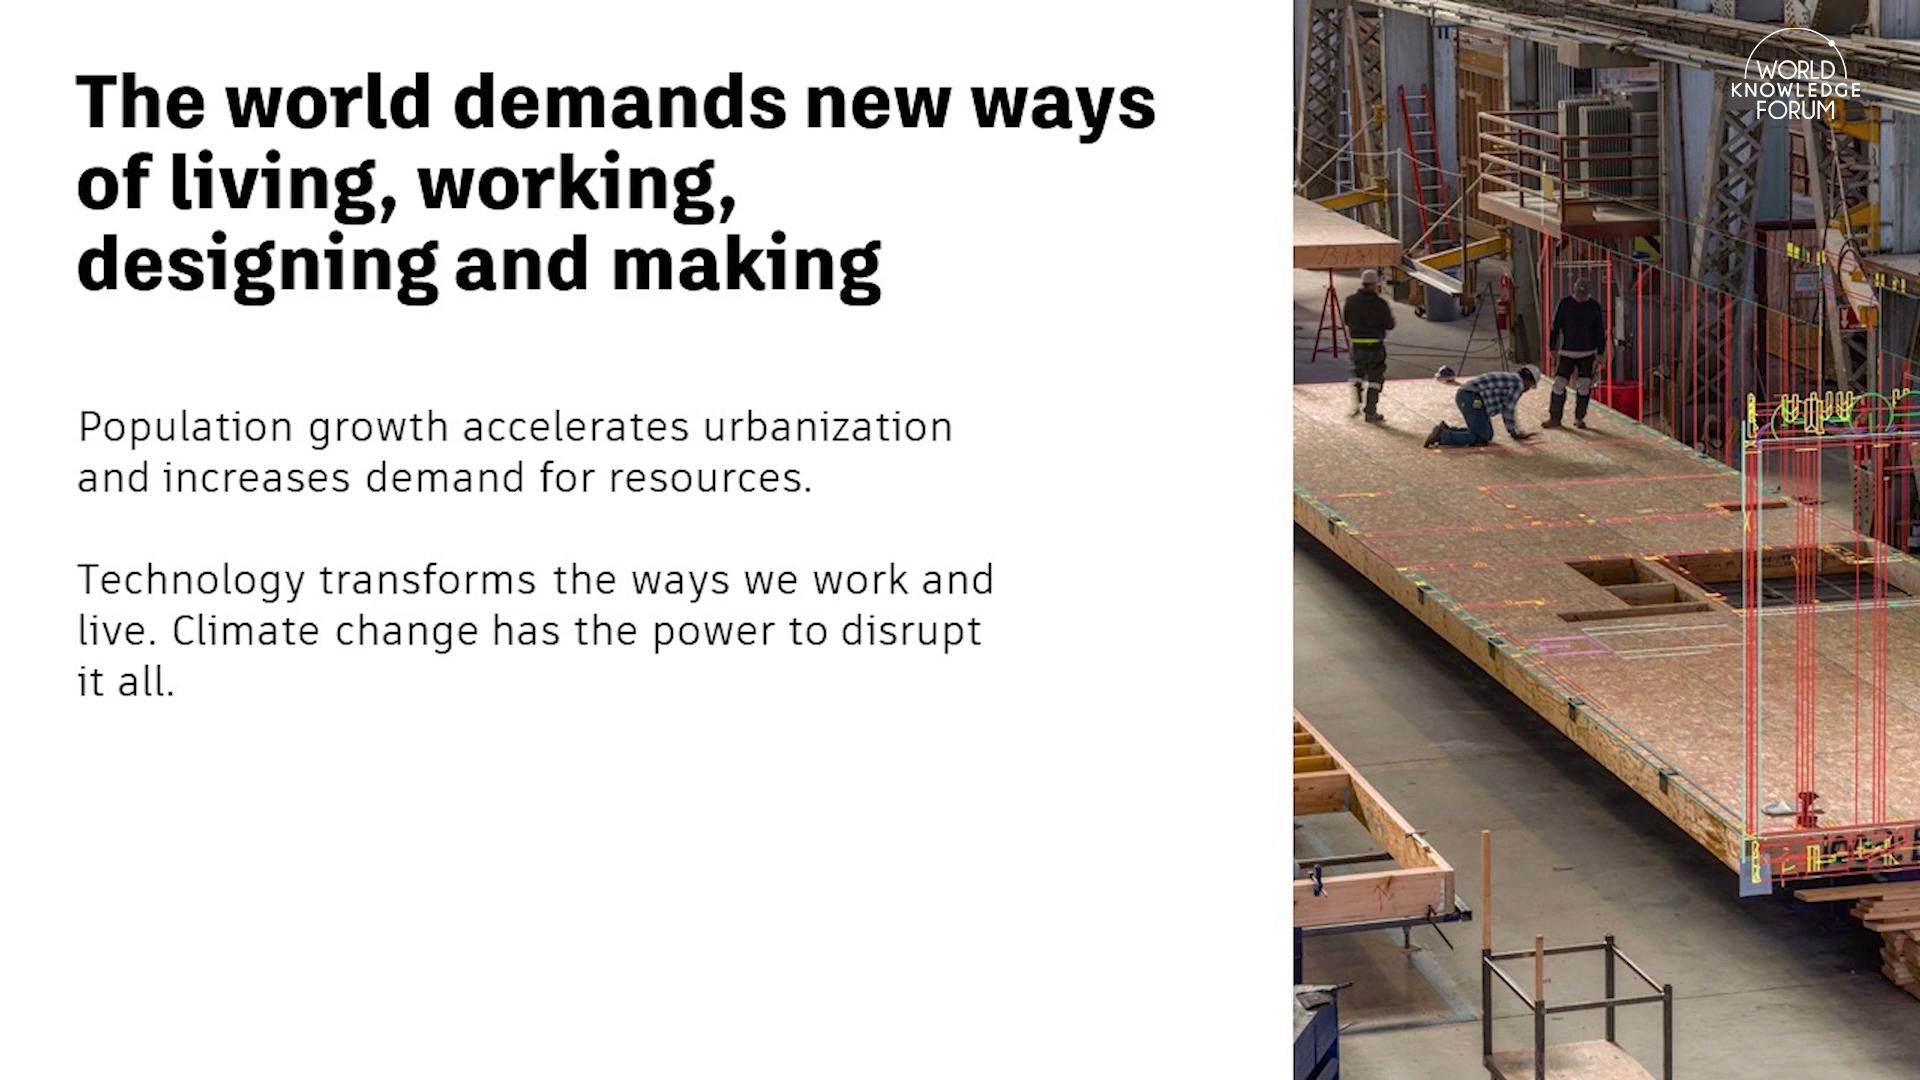 The world demands new ways
of living, working,
designing and making
Population growth accelerates urbanization
and increases demand for resources.
Technology transforms the ways we work and
live. Climate change has the power to disrupt
it all.
WORLD
KNOWLEDGE
FORUM